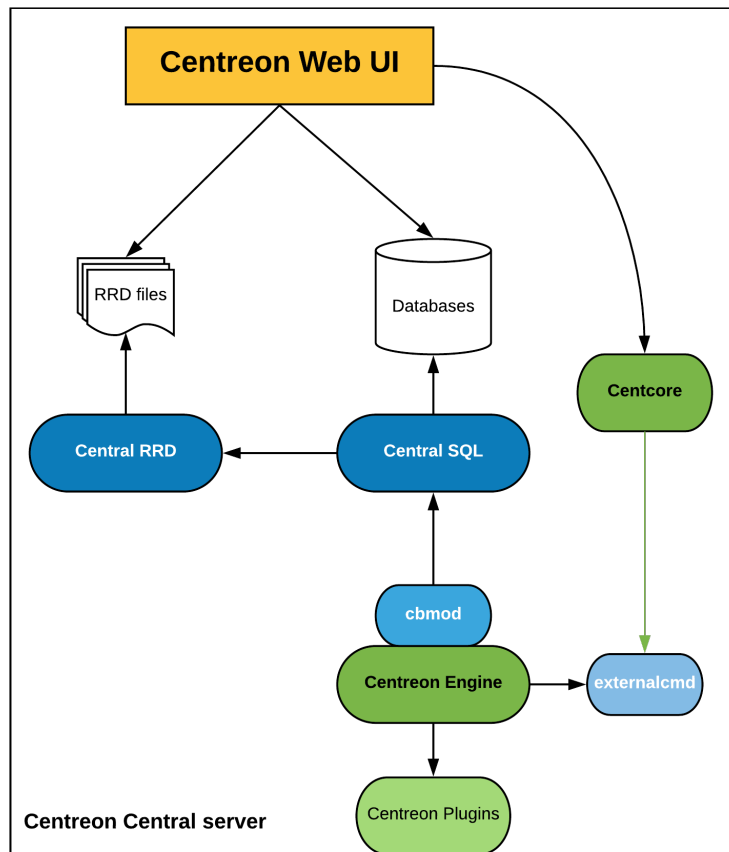 Centreon Web UI
RRD files
Databases
Centcore
Central RRD
Central SQL
cbmod
Centreon Engine
externalcmd
Centreon Plugins
Centreon Central server